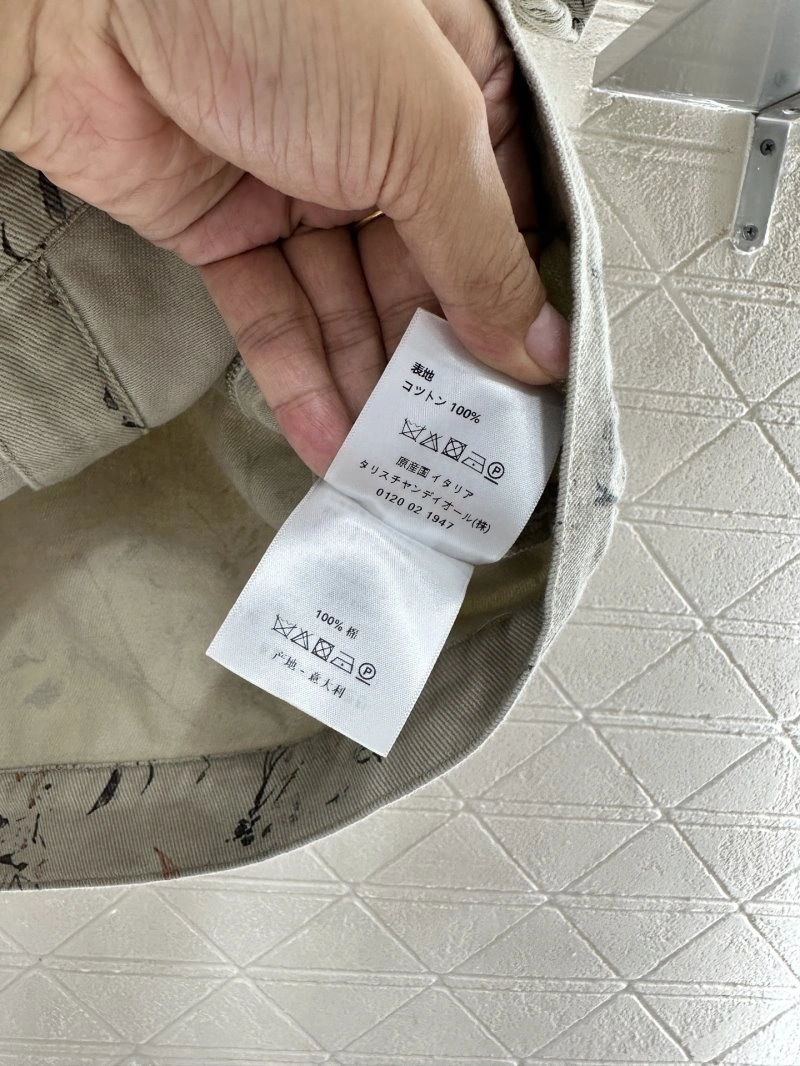 表地
コットン 100%
P
原産国 イタリア
タリスチャンディオール(株)
0120 02 1947
100% 棉
P
产地 - 意大利